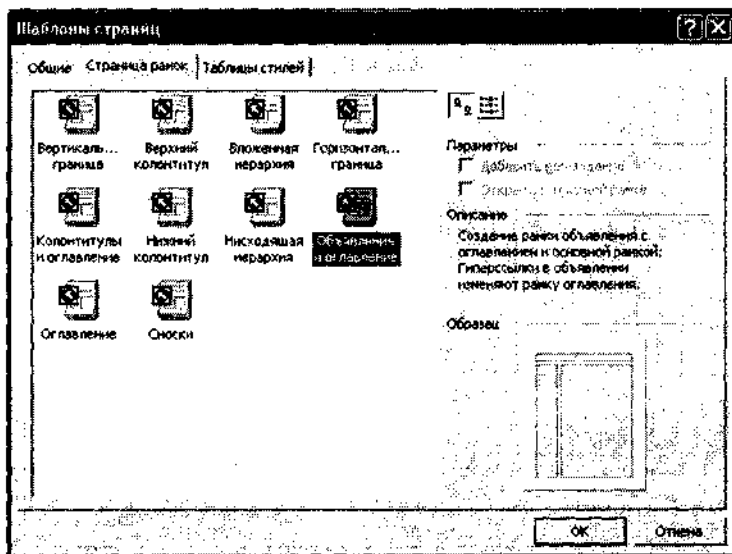 Шаблоны страниц
Общие Страница рамок Таблицы стилей
Вертикаль...
граница
Верхний
колонтитул
Вложенная
иерархия
Горизонтал...
граница
Колонтитулы
и оглавление
Нижний
колонтитул
Нисходящая
иерархия
Объявление
и оглавление
Оглавление
Сноски
Параметры
Добавить
Описание
Создание рамки объявления с
оглавлением и основной рамкой.
Гиперссылки в объявлении
изменяют рамку оглавления.
Образец
ОК
Отмена